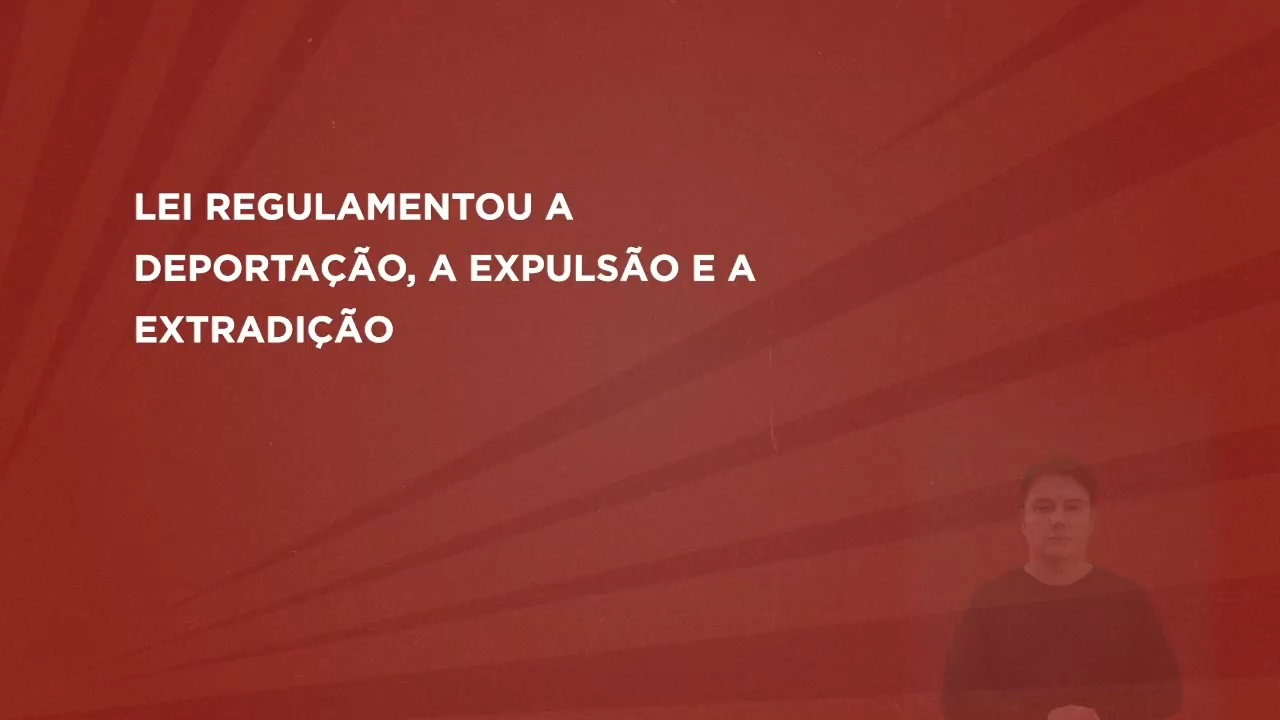 LEI REGULAMENTOU A
DEPORTAÇÃO, A EXPULSÃO E A
EXTRADIÇÃO